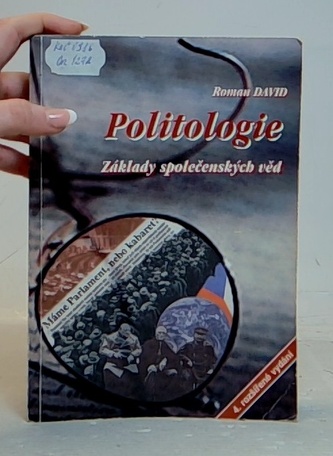 Roman DAVID
Politologie
Základy společenských věd
Máme Parlament, nebo kabaret?
4. rozšířené vydání